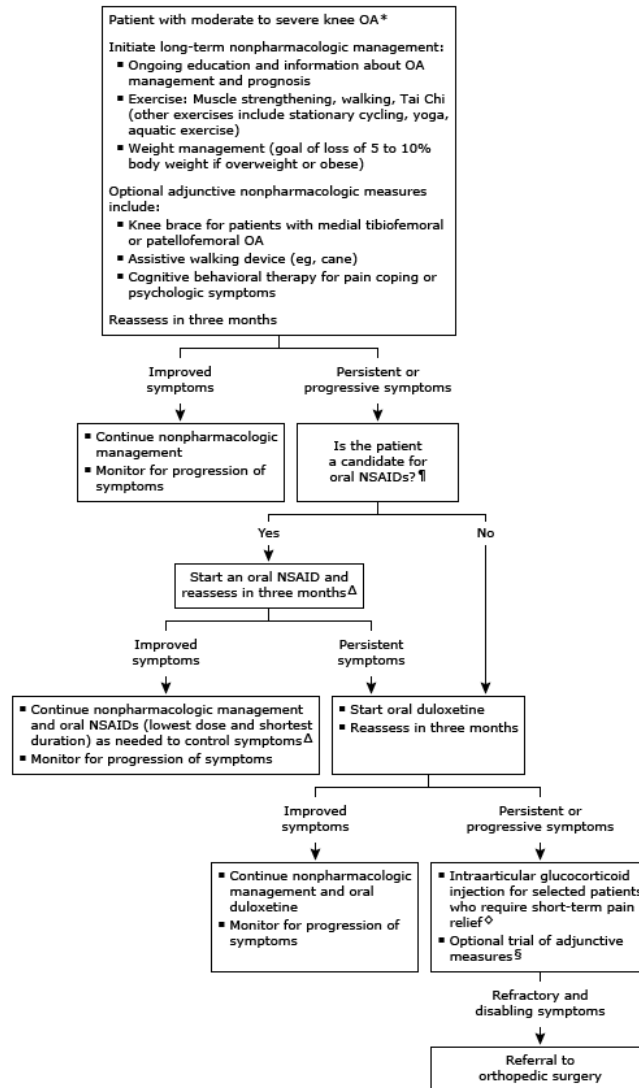 Patient with moderate to severe knee OA*
Initiate long-term nonpharmacologic management:
▪ Ongoing education and information about OA
management and prognosis
▪ Exercise: Muscle strengthening, walking, Tai Chi
(other exercises include stationary cycling, yoga,
aquatic exercise)
▪ Weight management (goal of loss of 5 to 10%
body weight if overweight or obese)
Optional adjunctive nonpharmacologic measures
include:
▪ Knee brace for patients with medial tibiofemoral
or patellofemoral OA
▪ Assistive walking device (eg, cane)
▪ Cognitive behavioral therapy for pain coping or
psychologic symptoms
Reassess in three months
Improved
symptoms
Persistent or
progressive symptoms
▪ Continue nonpharmacologic
management
▪ Monitor for progression of
symptoms
Is the patient
a candidate for
oral NSAIDs?¶
Yes
No
Start an oral NSAID and
reassess in three monthsΔ
Improved
symptoms
Persistent
symptoms
▪ Continue nonpharmacologic management
and oral NSAIDs (lowest dose and shortest
duration) as needed to control symptomsΔ
▪ Monitor for progression of symptoms
▪ Start oral duloxetine
▪ Reassess in three months
Improved
symptoms
Persistent or
progressive symptoms
▪ Continue nonpharmacologic
management and oral
duloxetine
▪ Monitor for progression of
symptoms
▪ Intraarticular glucocorticoid
injection for selected patients
who require short-term pain
relief◇
▪ Optional trial of adjunctive
measures§
Refractory and
disabling symptoms
Referral to
orthopedic surgery